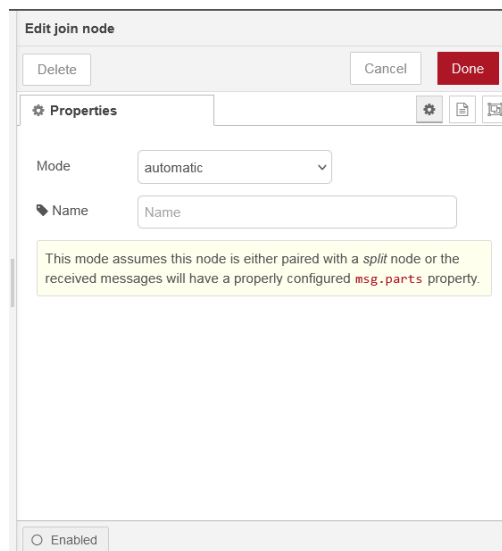 Edit join node
Delete
Cancel
Done
Properties
Mode
automatic
Name
Name
This mode assumes this node is either paired with a split node or the
received messages will have a properly configured msg.parts property.
Enabled